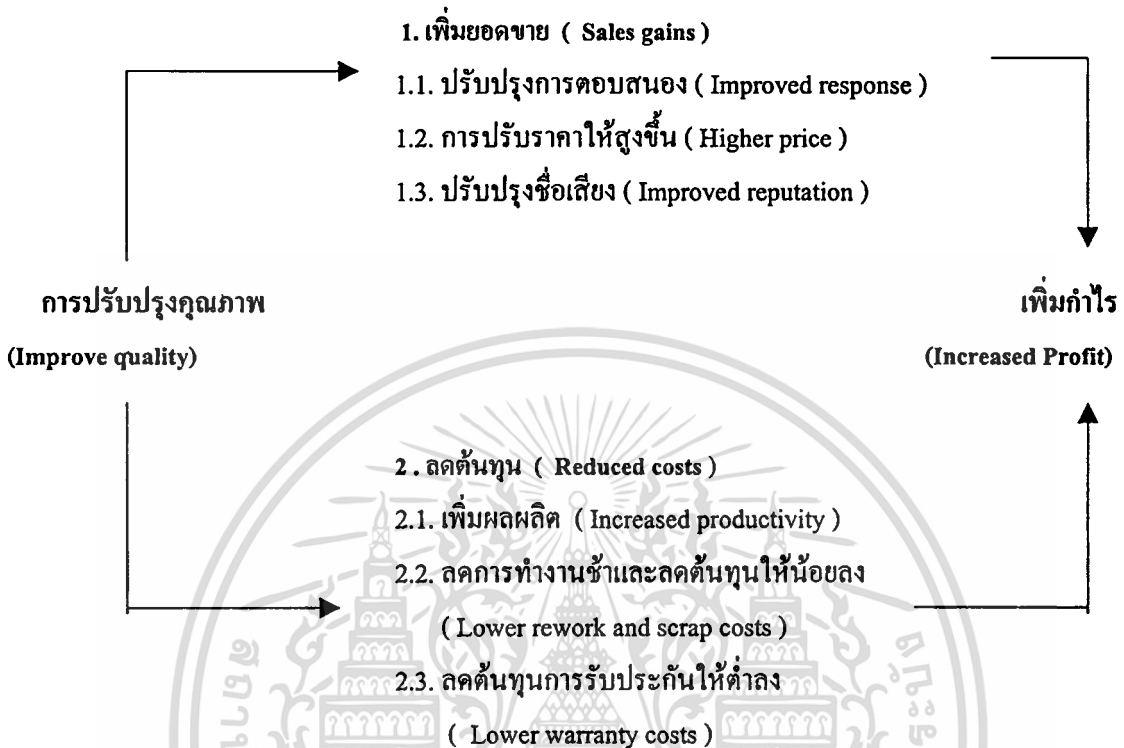 1. เพิ่มยอดขาย ( Sales gains )
1.1. ปรับปรุงการตอบสนอง ( Improved response )
1.2. การปรับราคาให้สูงขึ้น ( Higher price )
1.3. ปรับปรุงชื่อเสียง ( Improved reputation )
การปรับปรุงคุณภาพ
(Improve quality)
เพิ่มกำไร
(Increased Profit)
2 . ลดต้นทุน ( Reduced costs )
2.1. เพิ่มผลผลิต ( Increased productivity )
2.2. ลดการทำงานช้าและลดต้นทุนให้น้อยลง
( Lower rework and scrap costs )
2.3. ลดต้นทุนการรับประกันให้ต่ำลง
( Lower warranty costs )